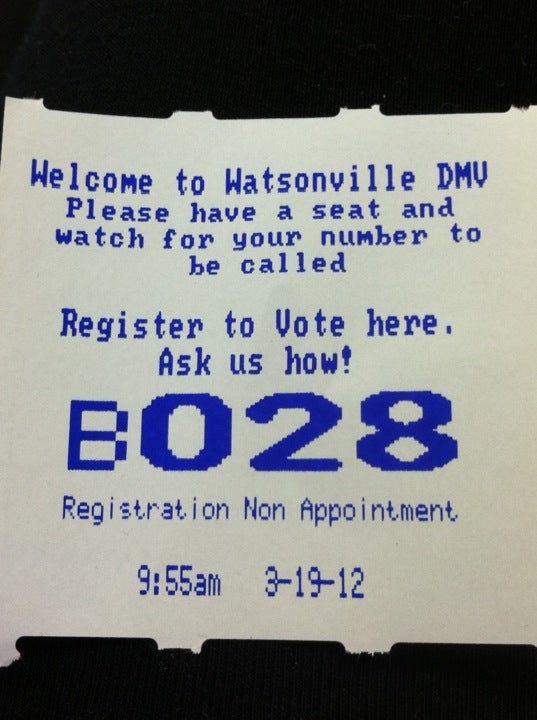 Welcome to Watsonville DMV
Please have a seat and
watch for your number to
be called
Register to Vote here.
Ask us how!
B028
Registration Non Appointment
9:55am 3-19-12